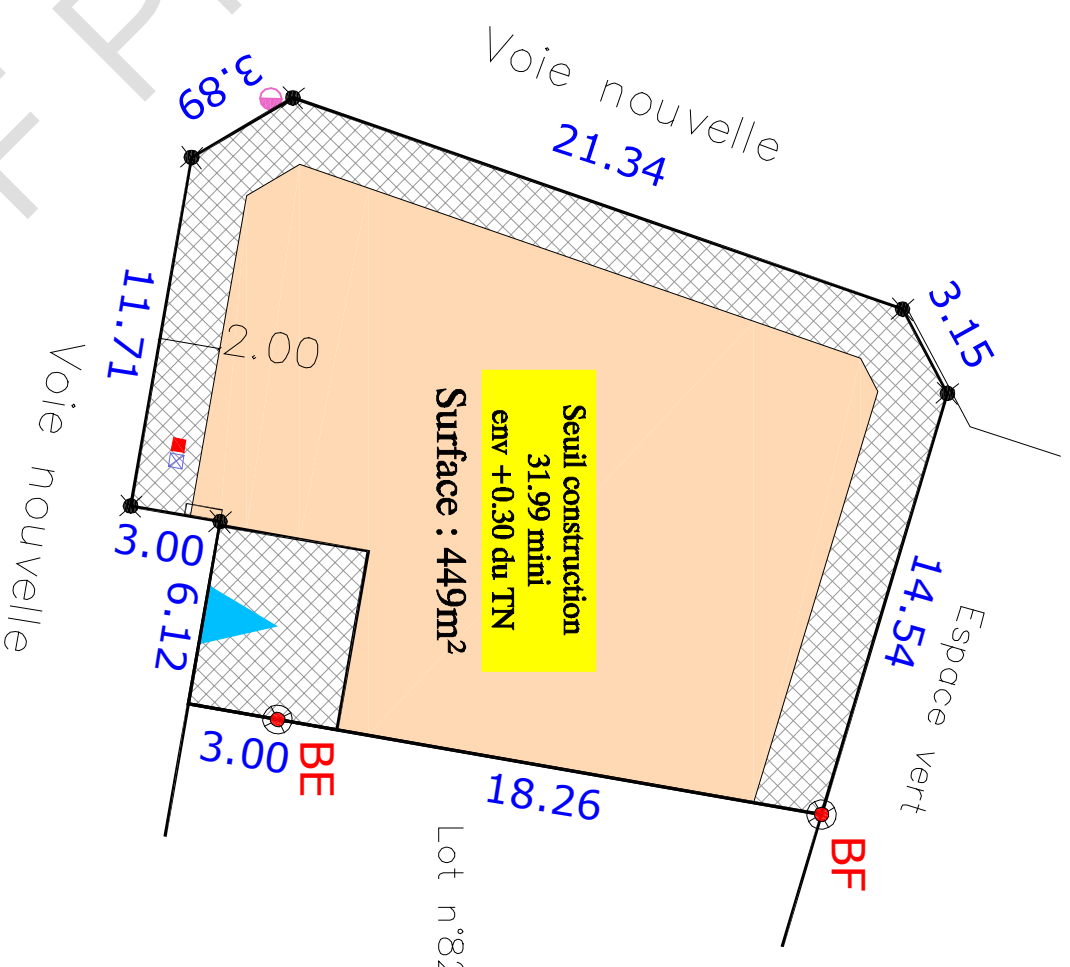 Voie nouvelle
3.89
21.34
3.15
11.71
2.00
Voie nouvelle
Seuil construction
31.99 mini
env +0.30 du TN
Surface : 449m²
14.54
Espace vert
3.00
6.12
3.00
BE
18.26
BF
Lot n°82